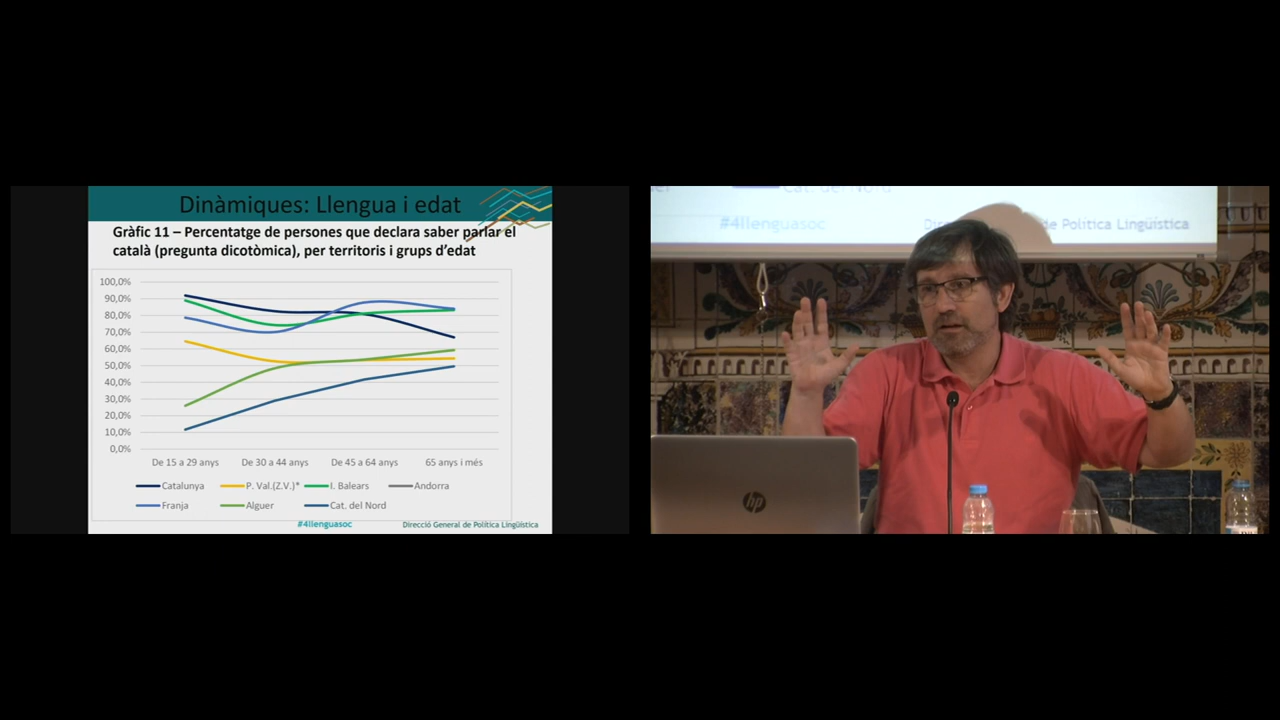 Dinàmiques: Llengua i edat
Gràfic 11 – Percentatge de persones que declara saber parlar el
català (pregunta dicotòmica), per territoris i grups d'edat
100,0%
90,0%
80,0%
70,0%
60,0%
50,0%
40,0%
30,0%
20,0%
10,0%
0,0%
De 15 a 29 anys De 30 a 44 anys De 45 a 64 anys 65 anys i més
Catalunya P. Val.(Z.V.)* I. Balears Andorra
Franja Alguer Cat. del Nord
#4llenguasoc Direcció General de Política Lingüística
Cat. del Nord
#4llenguasoc de Política Lingüística
hp